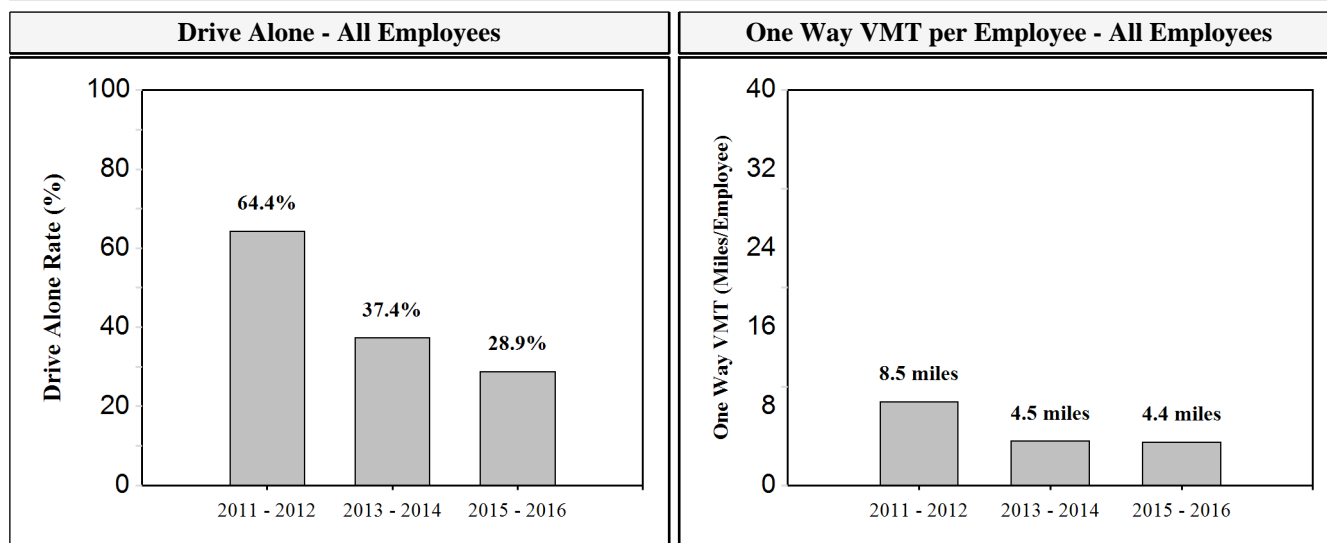 Drive Alone - All Employees
One Way VMT per Employee - All Employees
Drive Alone Rate (%)
100
80
60
40
20
0
64.4%
37.4%
28.9%
2011 - 2012
2013 - 2014
2015 - 2016
One Way VMT (Miles/Employee)
40
32
24
16
8
0
8.5 miles
4.5 miles
4.4 miles
2011 - 2012
2013 - 2014
2015 - 2016